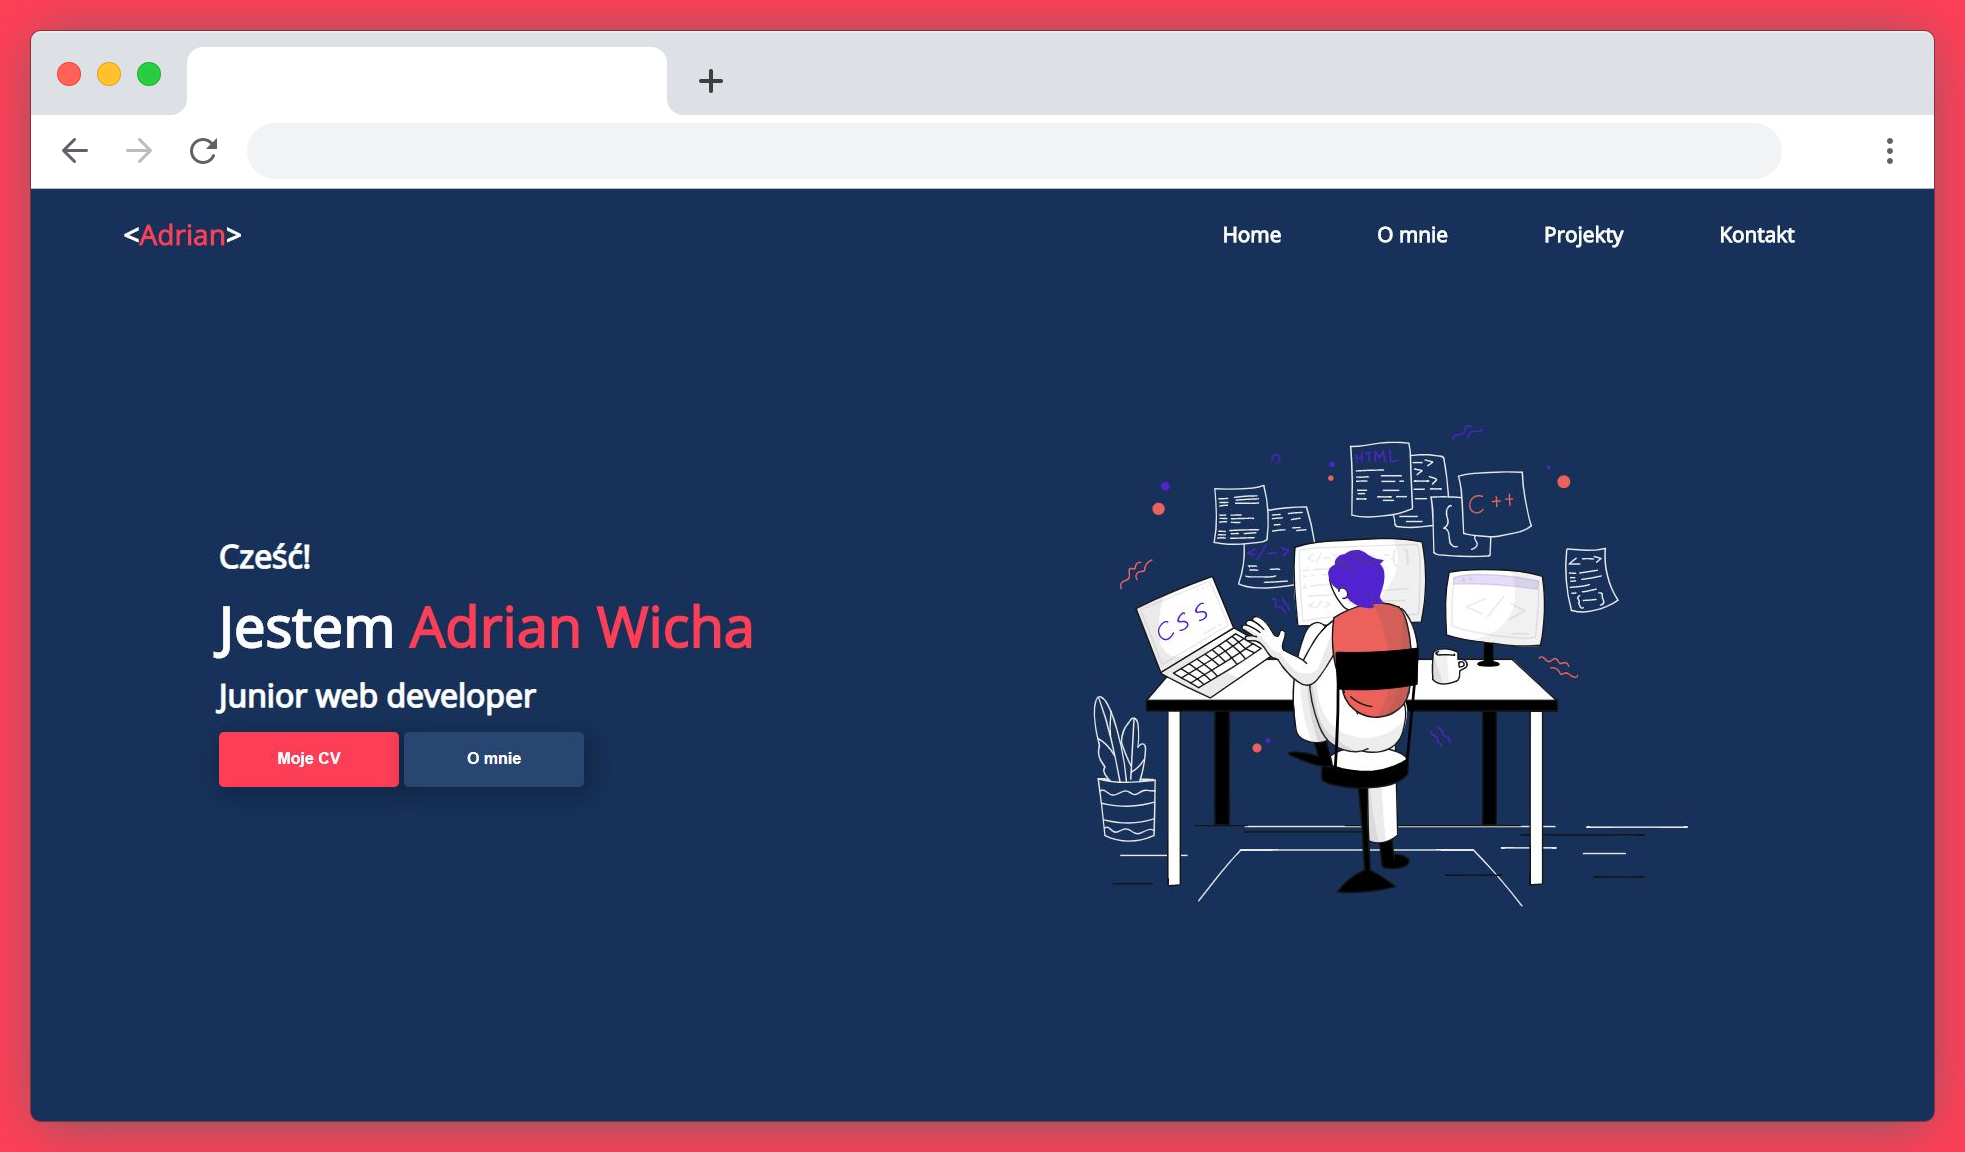 <Adrian>
Home O mnie Projekty Kontakt
HTML
C++
</-->
CSS
</>
Cześć!
Jestem Adrian Wicha
Junior web developer
Moje CV O mnie